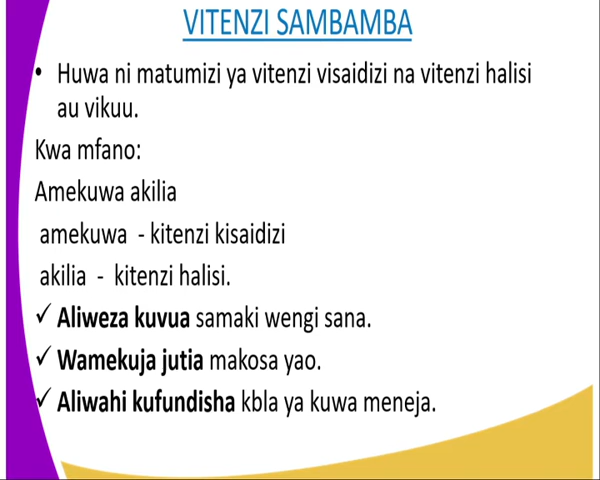 VITENZI SAMBAMBA
• Huwa ni matumizi ya vitenzi visaidizi na vitenzi halisi
au vikuu.
Kwa mfano:
Amekuwa akilia
amekuwa - kitenzi kisaidizi
akilia - kitenzi halisi.
✓ Aliweza kuvua samaki wengi sana.
✓ Wamekuja jutia makosa yao.
✓ Aliwahi kufundisha kbla ya kuwa meneja.